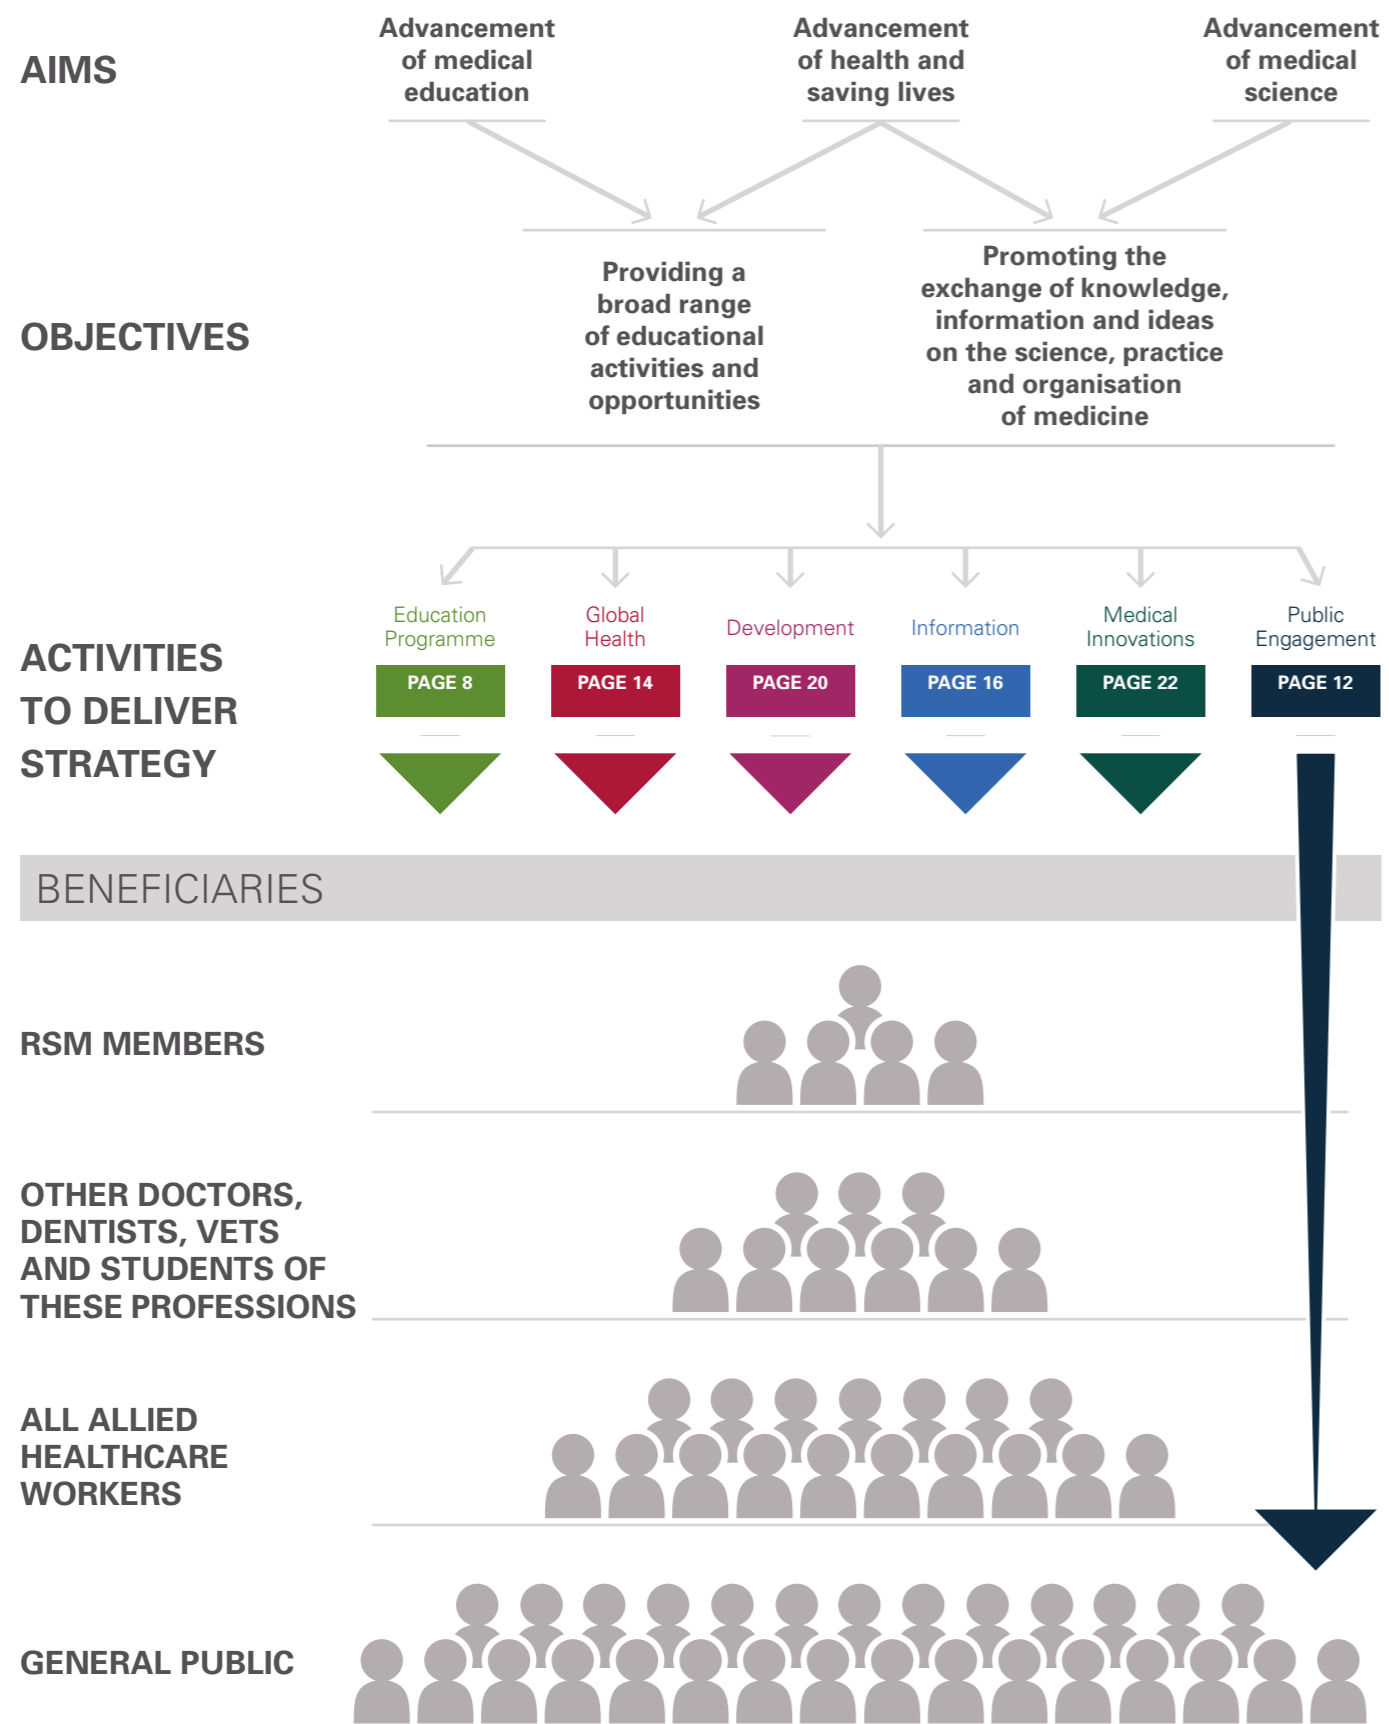 AIMS
Advancement
of medical
education
Advancement
of health and
saving lives
Advancement
of medical
science
OBJECTIVES
Providing a
broad range
of educational
activities and
opportunities
Promoting the
exchange of knowledge,
information and ideas
on the science, practice
and organisation
of medicine
ACTIVITIES
TO DELIVER
STRATEGY
Education
Programme
PAGE 8
Global
Health
PAGE 14
Development
PAGE 20
Information
PAGE 16
Medical
Innovations
PAGE 22
Public
Engagement
PAGE 12
BENEFICIARIES
RSM MEMBERS
OTHER DOCTORS,
DENTISTS, VETS
AND STUDENTS OF
THESE PROFESSIONS
ALL ALLIED
HEALTHCARE
WORKERS
GENERAL PUBLIC